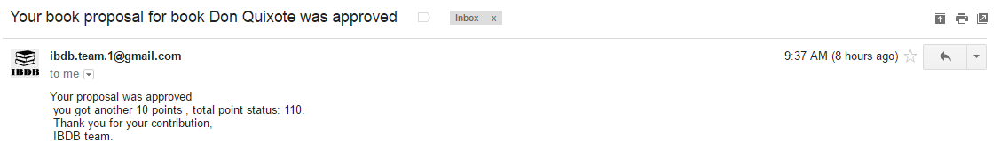 Your book proposal for book Don Quixote was approved
Inbox x
IBDB
ibdb.team.1@gmail.com
9:37 AM (8 hours ago)
to me
Your proposal was approved
you got another 10 points , total point status: 110.
Thank you for your contribution,
IBDB team.